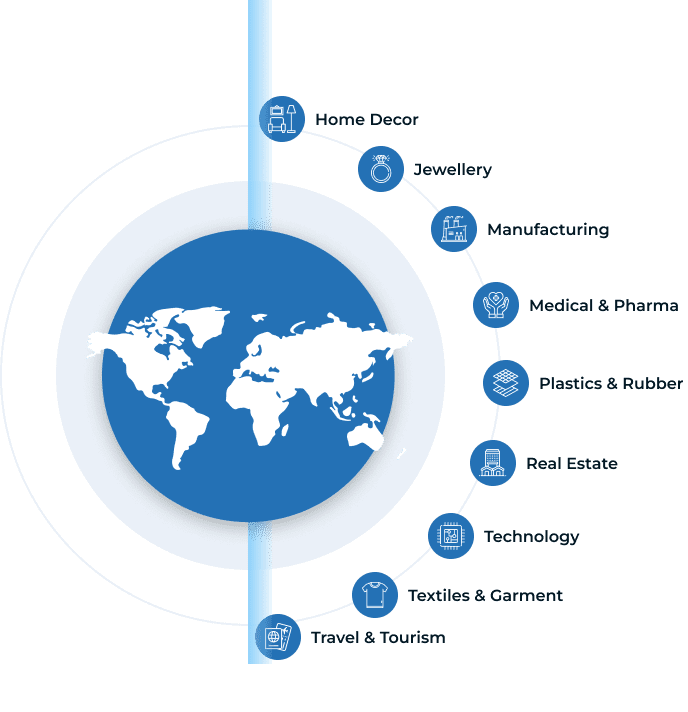 Home Decor
Jewellery
Manufacturing
Medical & Pharma
Plastics & Rubber
Real Estate
Technology
Textiles & Garment
Travel & Tourism